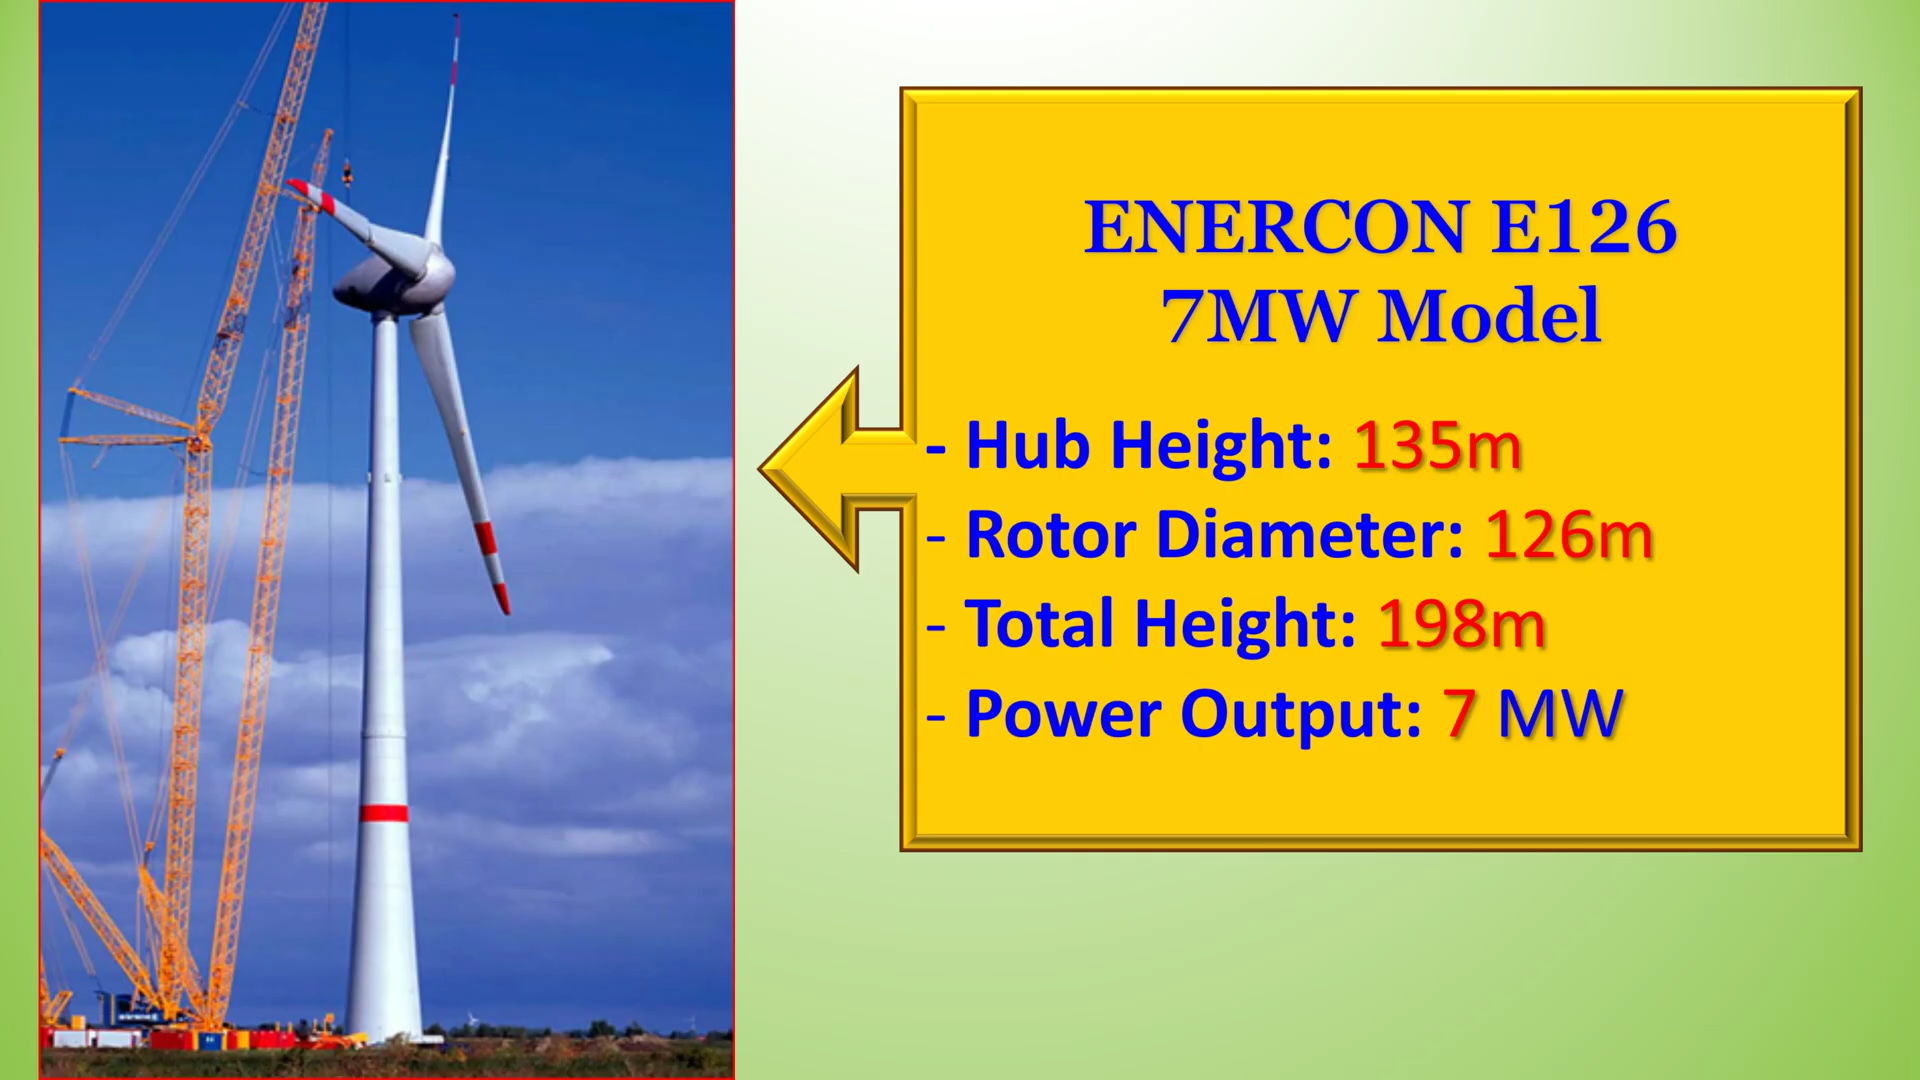 ENERCON E126
7MW Model
- Hub Height: 135m
- Rotor Diameter: 126m
- Total Height: 198m
- Power Output: 7 MW